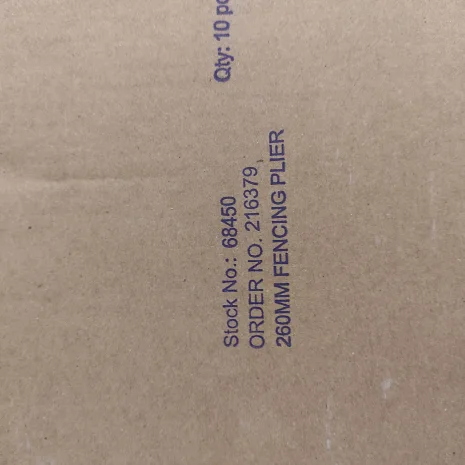 Stock No.: 68450
ORDER NO. 216379
260MM FENCING PLIER
Qty: 10